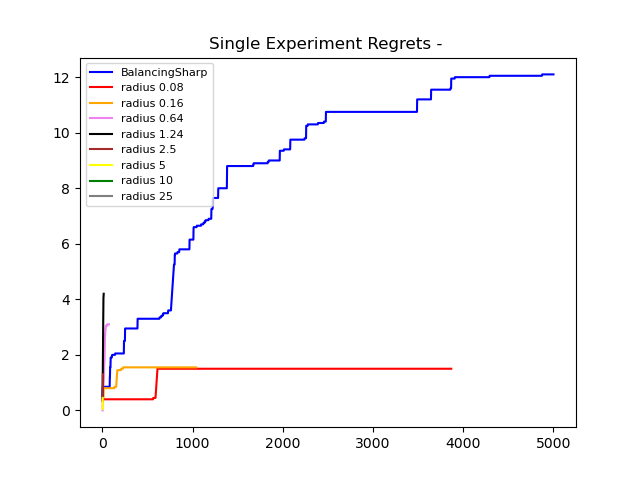 Single Experiment Regrets -
BalancingSharp
radius 0.08
radius 0.16
radius 0.64
radius 1.24
radius 2.5
radius 5
radius 10
radius 25
12
10
8
6
4
2
0
0 1000 2000 3000 4000 5000